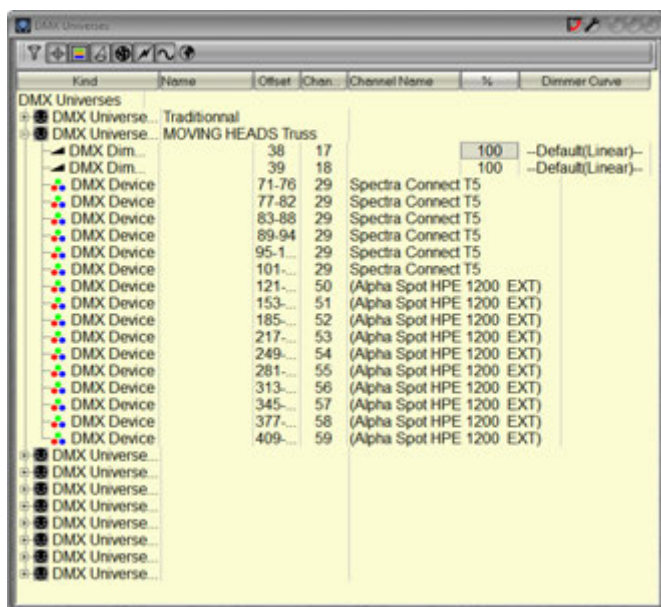 DMX Universes
Kind Name Offset Chan... Channel Name % Dimmer Curve
DMX Universes
DMX Universe... Traditionnal
DMX Universe... MOVING HEADS Truss
DMX Dim... 38 17 100 --Default(Linear)--
DMX Dim... 39 18 100 --Default(Linear)--
DMX Device 71-76 29 Spectra Connect T5
DMX Device 77-82 29 Spectra Connect T5
DMX Device 83-88 29 Spectra Connect T5
DMX Device 89-94 29 Spectra Connect T5
DMX Device 95-1... 29 Spectra Connect T5
DMX Device 101-... 29 Spectra Connect T5
DMX Device 121-... 50 (Alpha Spot HPE 1200 EXT)
DMX Device 153-... 51 (Alpha Spot HPE 1200 EXT)
DMX Device 185-... 52 (Alpha Spot HPE 1200 EXT)
DMX Device 217-... 53 (Alpha Spot HPE 1200 EXT)
DMX Device 249-... 54 (Alpha Spot HPE 1200 EXT)
DMX Device 281-... 55 (Alpha Spot HPE 1200 EXT)
DMX Device 313-... 56 (Alpha Spot HPE 1200 EXT)
DMX Device 345-... 57 (Alpha Spot HPE 1200 EXT)
DMX Device 377-... 58 (Alpha Spot HPE 1200 EXT)
DMX Device 409-... 59 (Alpha Spot HPE 1200 EXT)
DMX Universe...
DMX Universe...
DMX Universe...
DMX Universe...
DMX Universe...
DMX Universe...
DMX Universe...
DMX Universe...